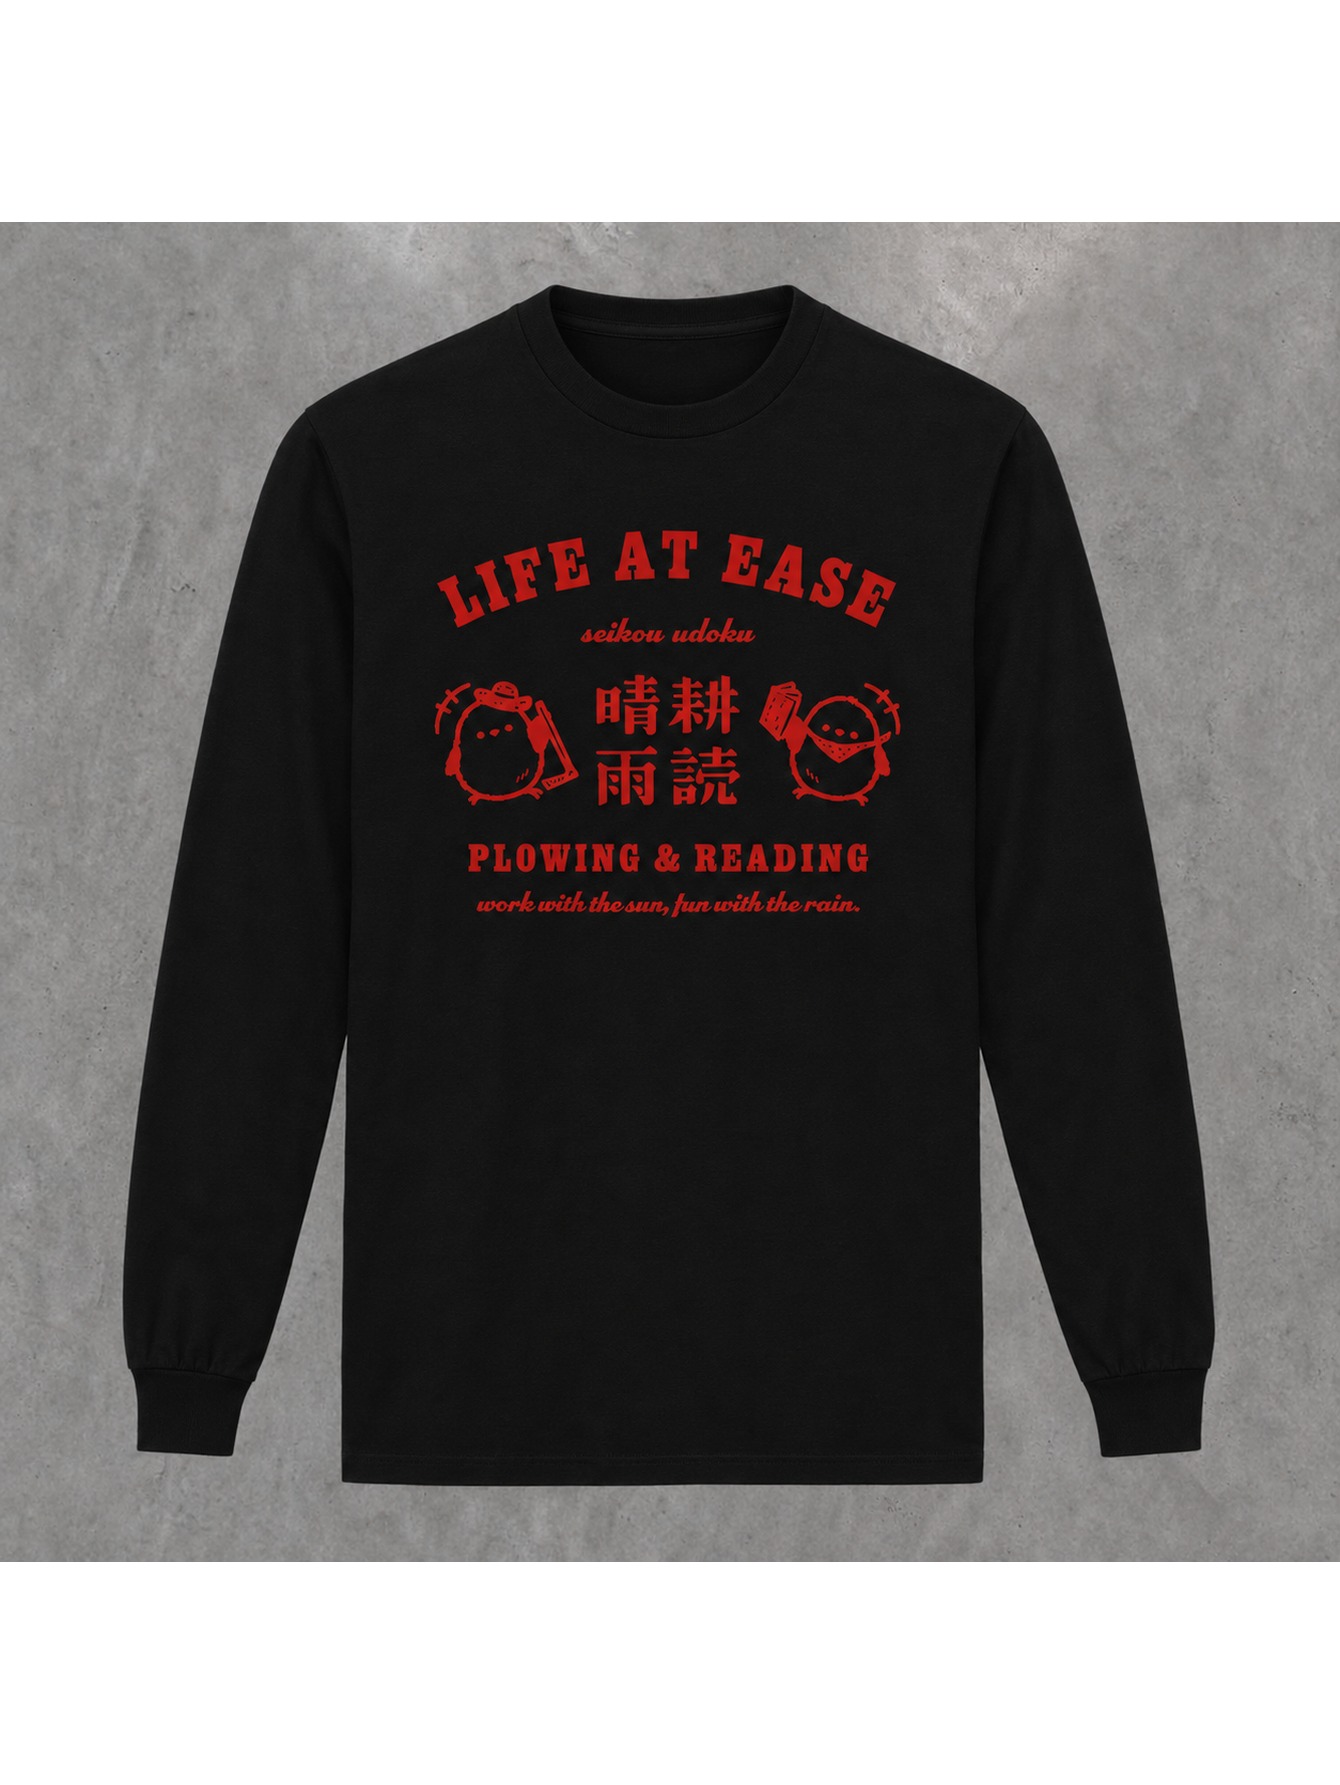 LIFE AT EASE
seikou udoku
晴耕
雨読
PLOWING & READING
work with the sun, fun with the rain.